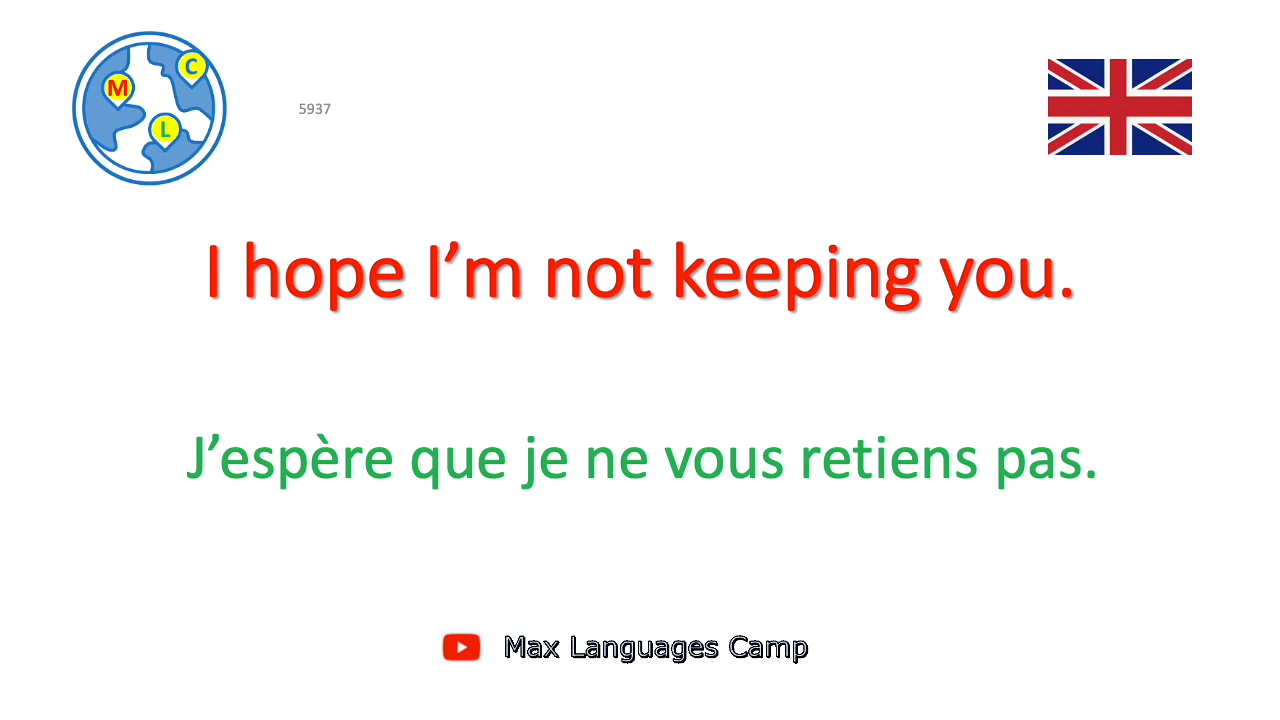 M
C
L
5937
I hope I’m not keeping you.
J’espère que je ne vous retiens pas.
Max Languages Camp